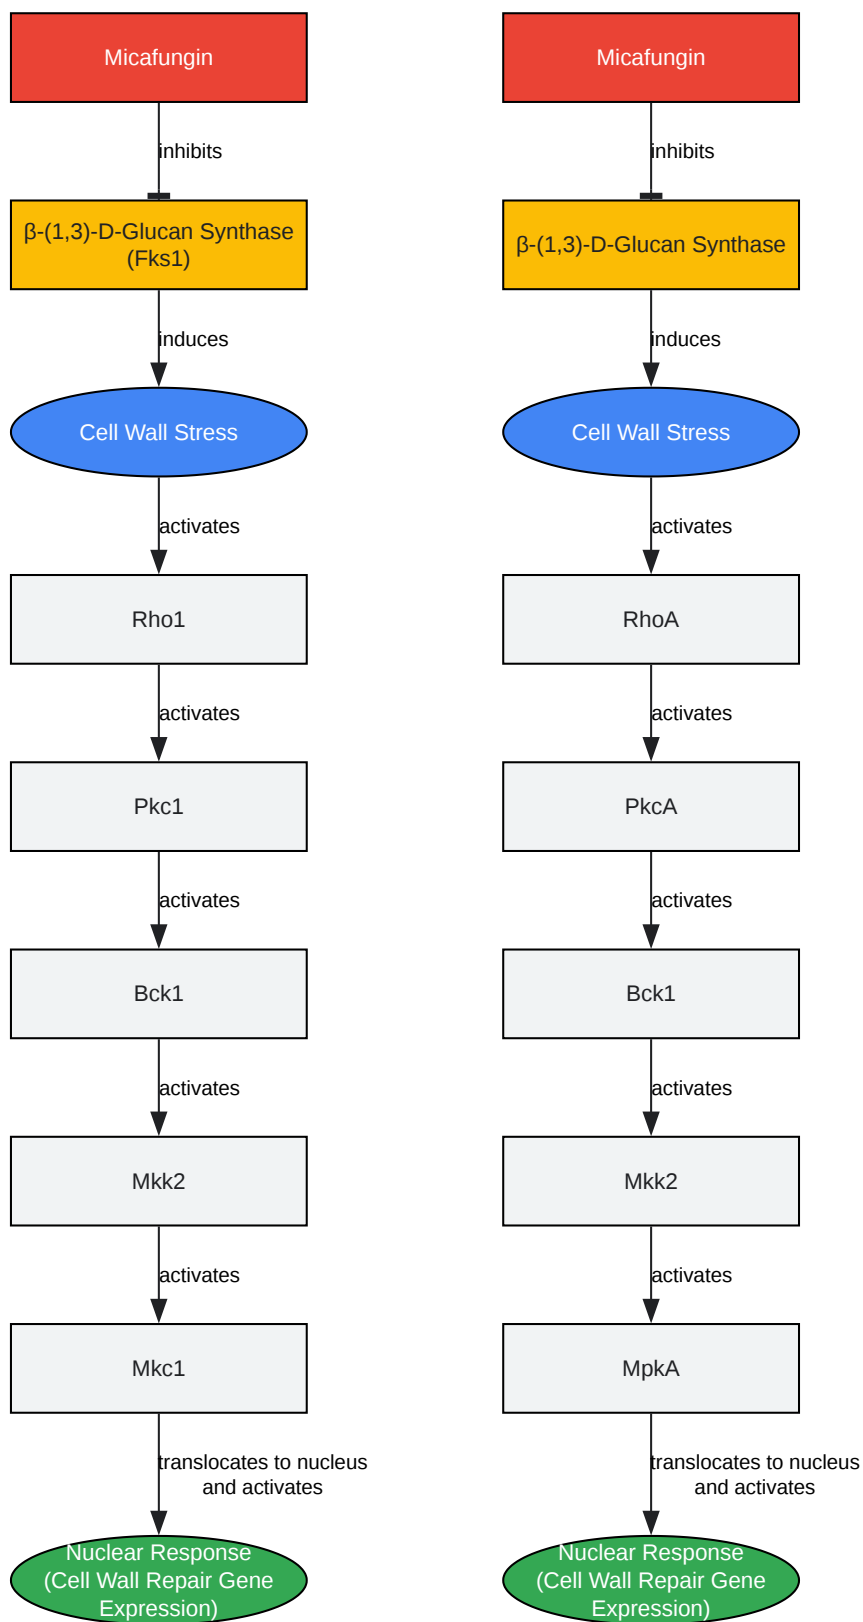 Micafungin
inhibits
β-(1,3)-D-Glucan Synthase
(Fks1)
induces
Cell Wall Stress
activates
Rho1
activates
Pkc1
activates
Bck1
activates
Mkk2
activates
Mkc1
translocates to nucleus
and activates
Nuclear Response
(Cell Wall Repair Gene
Expression)
Micafungin
inhibits
β-(1,3)-D-Glucan Synthase
induces
Cell Wall Stress
activates
RhoA
activates
PkcA
activates
Bck1
activates
Mkk2
activates
MpkA
translocates to nucleus
and activates
Nuclear Response
(Cell Wall Repair Gene
Expression)